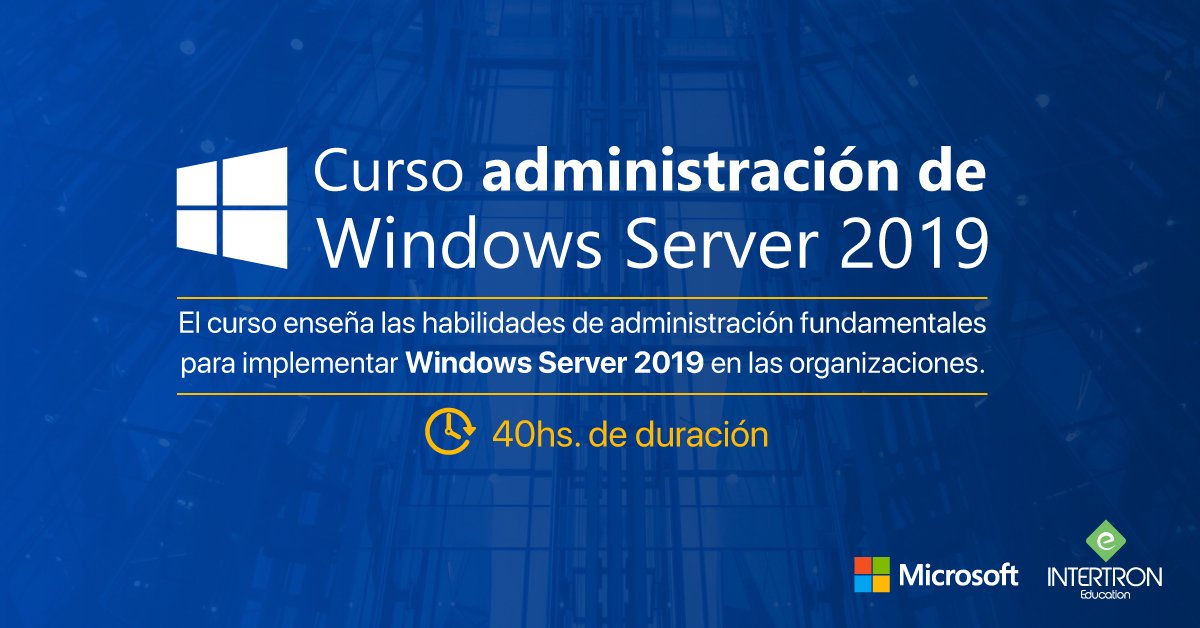 Curso administración de
Windows Server 2019
El curso enseña las habilidades de administración fundamentales
para implementar Windows Server 2019 en las organizaciones.
40hs. de duración
Microsoft
e
INTERTRON
Education